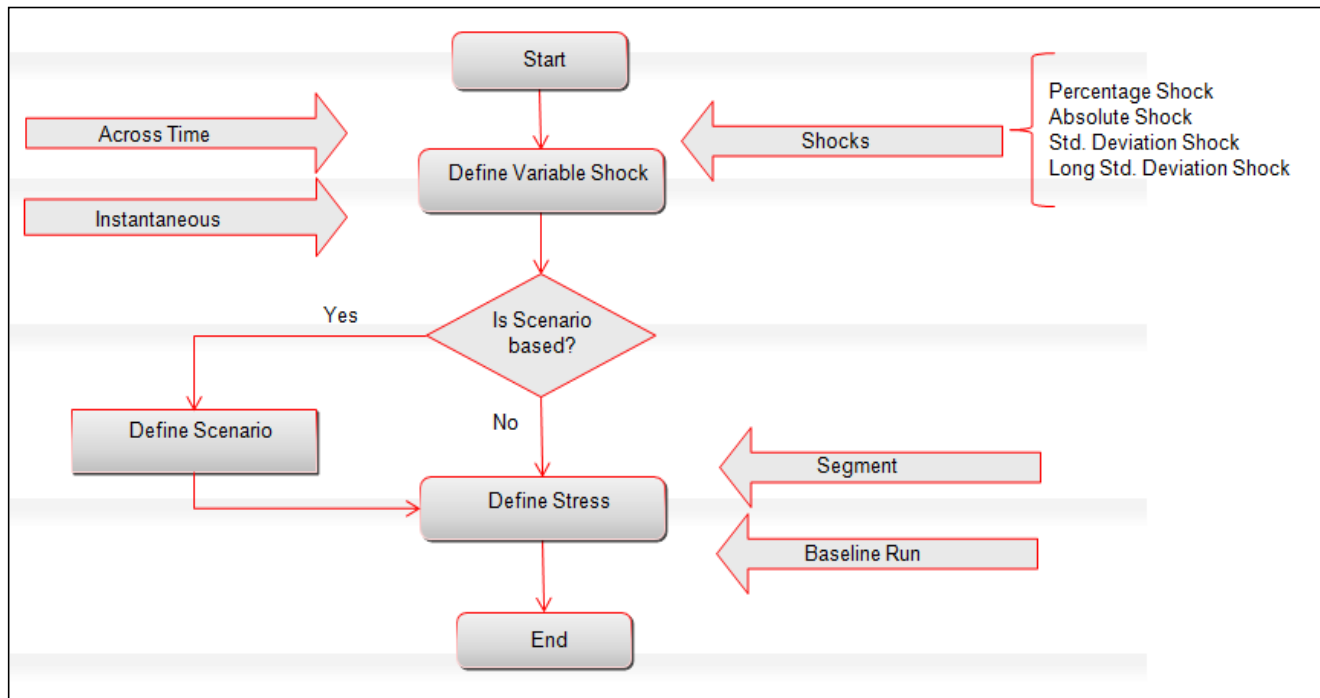 Start
Across Time
Shocks
Percentage Shock
Absolute Shock
Std. Deviation Shock
Long Std. Deviation Shock
Define Variable Shock
Instantaneous
Is Scenario
based?
Yes
No
Define Scenario
Define Stress
Segment
Baseline Run
End